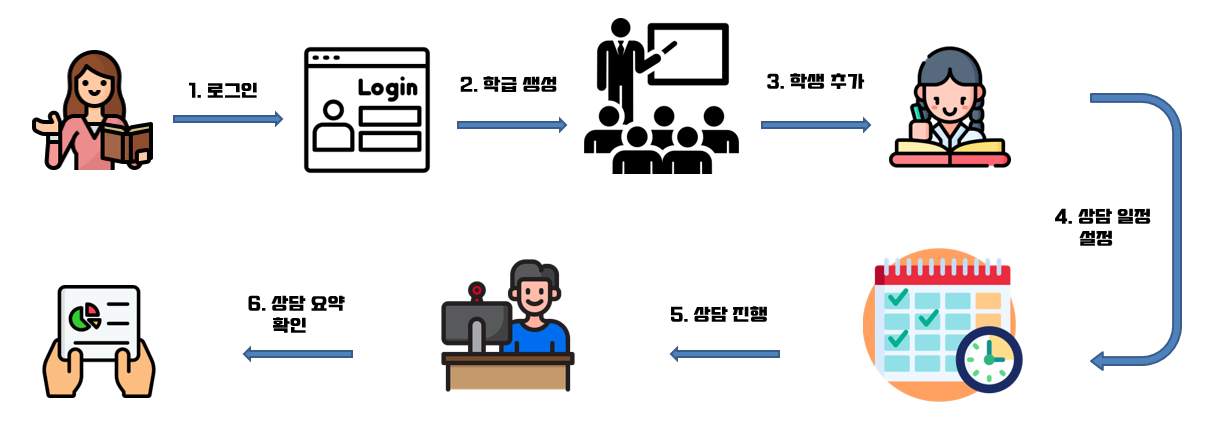 1. 로그인
Login
2. 학급 생성
3. 학생 추가
4. 상담 일정
설정
5. 상담 진행
6. 상담 요약
확인